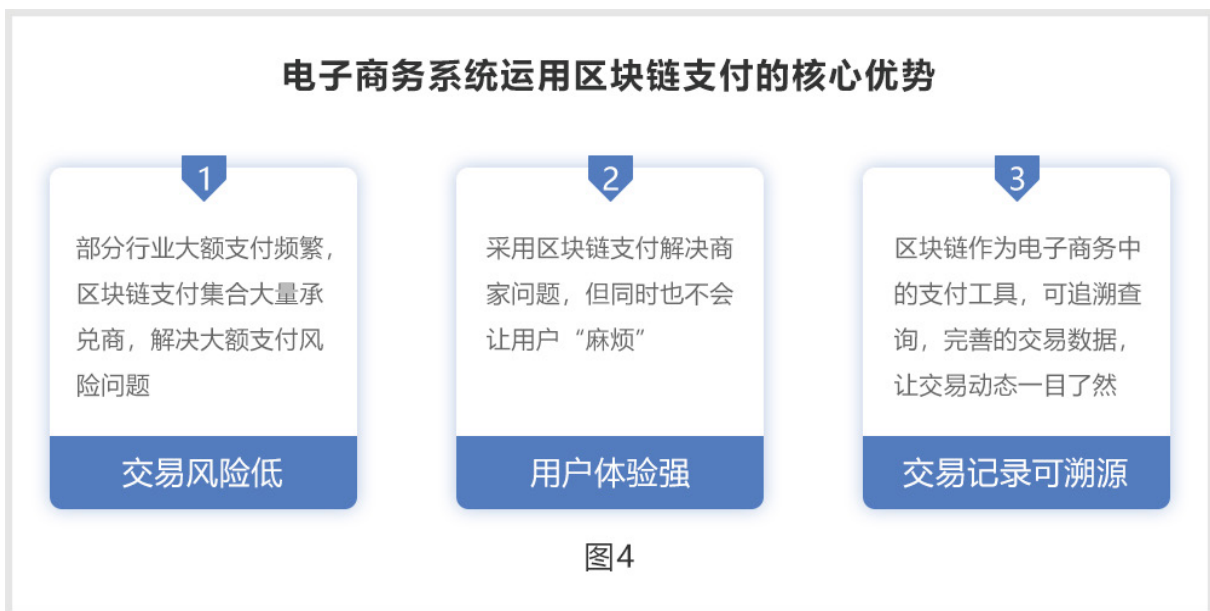 电子商务系统运用区块链支付的核心优势
1
部分行业大额支付频繁，
区块链支付集合大量承
兑商，解决大额支付风
险问题
交易风险低
2
采用区块链支付解决商
家问题，但同时也不会
让用户“麻烦”
用户体验强
3
区块链作为电子商务中
的支付工具，可追溯查
询，完善的交易数据，
让交易动态一目了然
交易记录可溯源
图4